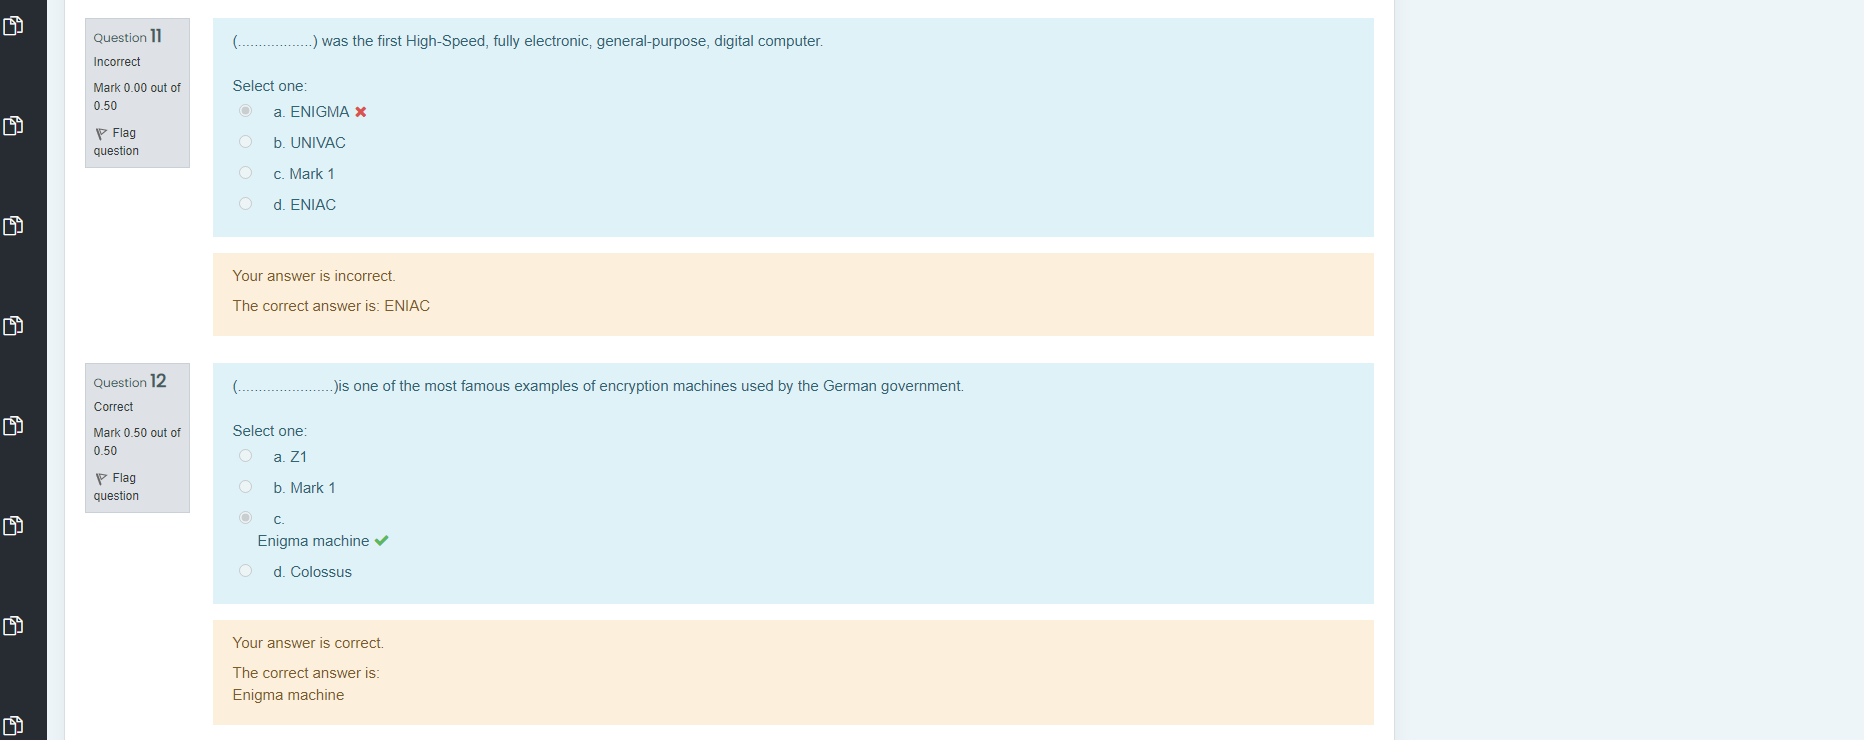 Question 11
Incorrect
Mark 0.00 out of
0.50
Flag
question
(..................) was the first High-Speed, fully electronic, general-purpose, digital computer.
Select one:
a. ENIGMA
b. UNIVAC
c. Mark 1
d. ENIAC
Your answer is incorrect.
The correct answer is: ENIAC
Question 12
Correct
Mark 0.50 out of
0.50
Flag
question
(.......................)is one of the most famous examples of encryption machines used by the German government.
Select one:
a. Z1
b. Mark 1
c.
Enigma machine
d. Colossus
Your answer is correct.
The correct answer is:
Enigma machine